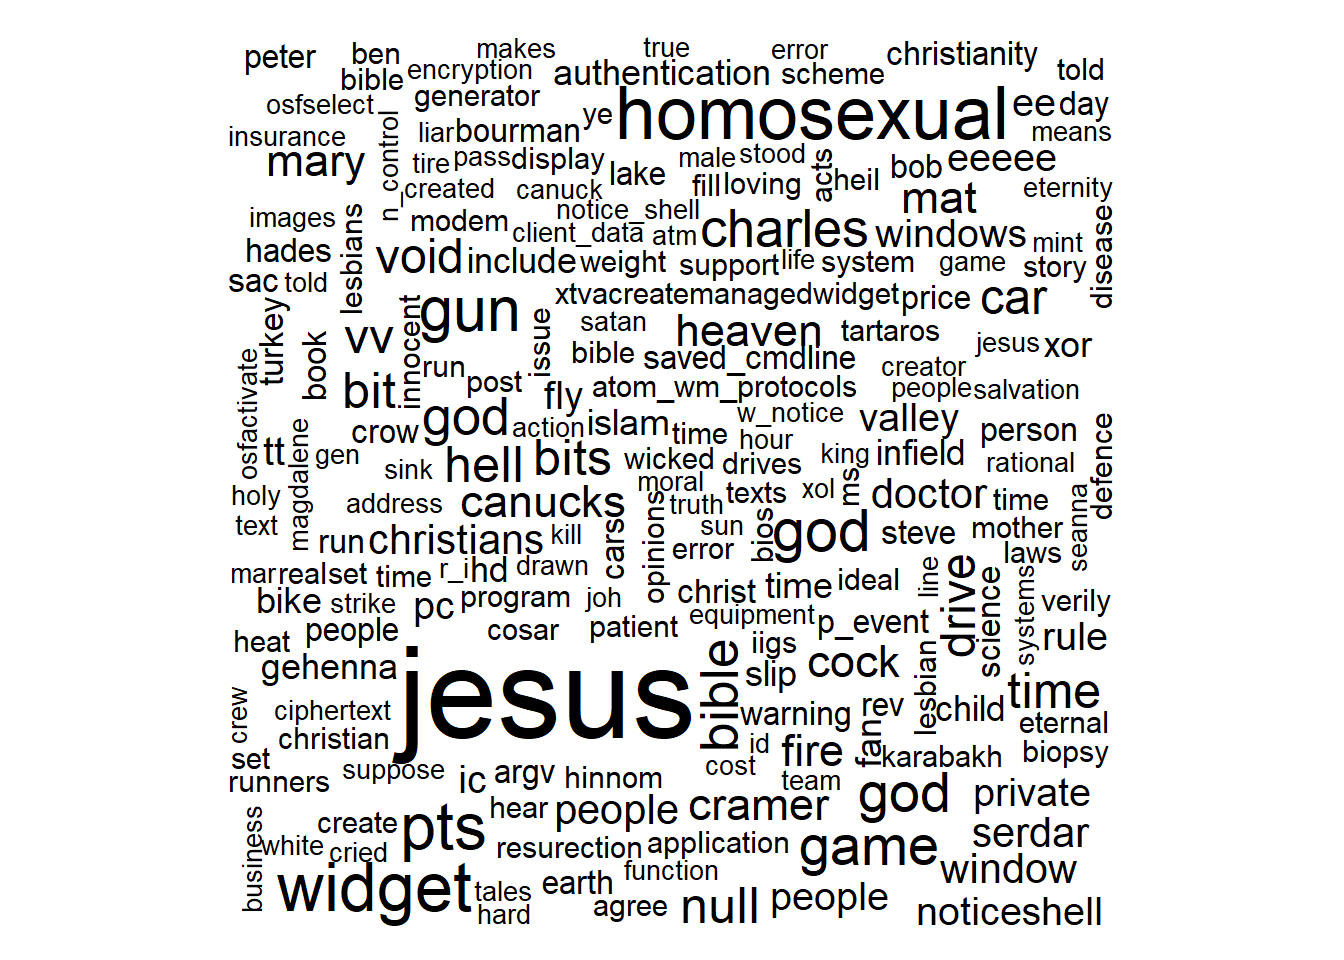 peter ben makes true error christianity
bible encryption authentication scheme told
osfselect generator ye homosexual ee day
insurance n_control liar bourman means
mary tire pass display male stood acts bob eeeee
_created canuck lake fill loving heil mat eternity
images lesbians modem notice_shell charles windows mint disease
hades void client_data atm
sac told include weight support life system game story
turkey innocent gun xtvacreatemanagedwidget price car
vv issue satan heaven tartaros jesus xor
book run bible saved_cmdline creator
osfactivate bit post fly atom_wm_protocols people salvation
crow god action islam time w_notice valley person
tt gen hour king infield
magdalene sink hell bits wicked drives rational defence
holy address canucks moral texts xol ms doctor time
text truth seanna
run christians kill cars opinions sun bios god steve mother
error laws
mar real set time r_i hd drawn christ time ideal line drive science systems
bike strike pc program joh equipment p_event verily
people cosar patient iigs rule
heat gehenna jesus bible slip cock lesbian time
crew ciphertext warning rev child eternal
christian id fire fan karabakh biopsy
set suppose ic argv hinnom cost team
runners
business create pts hear people cramer god private
white cried resurection application game serdar
widget tales earth function window
hard agree null people noticeshell